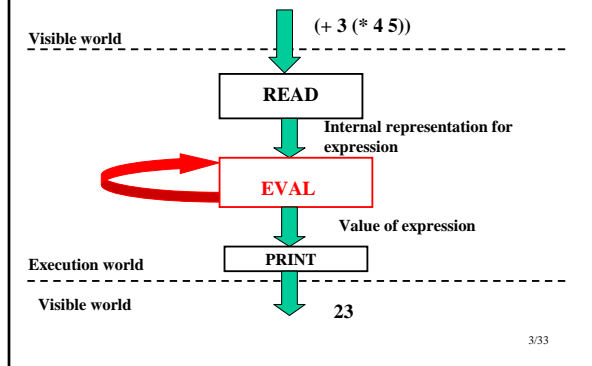 (+ 3 (* 4 5))
Visible world
READ
Internal representation for
expression
EVAL
Value of expression
PRINT
Execution world
Visible world
23
3/33